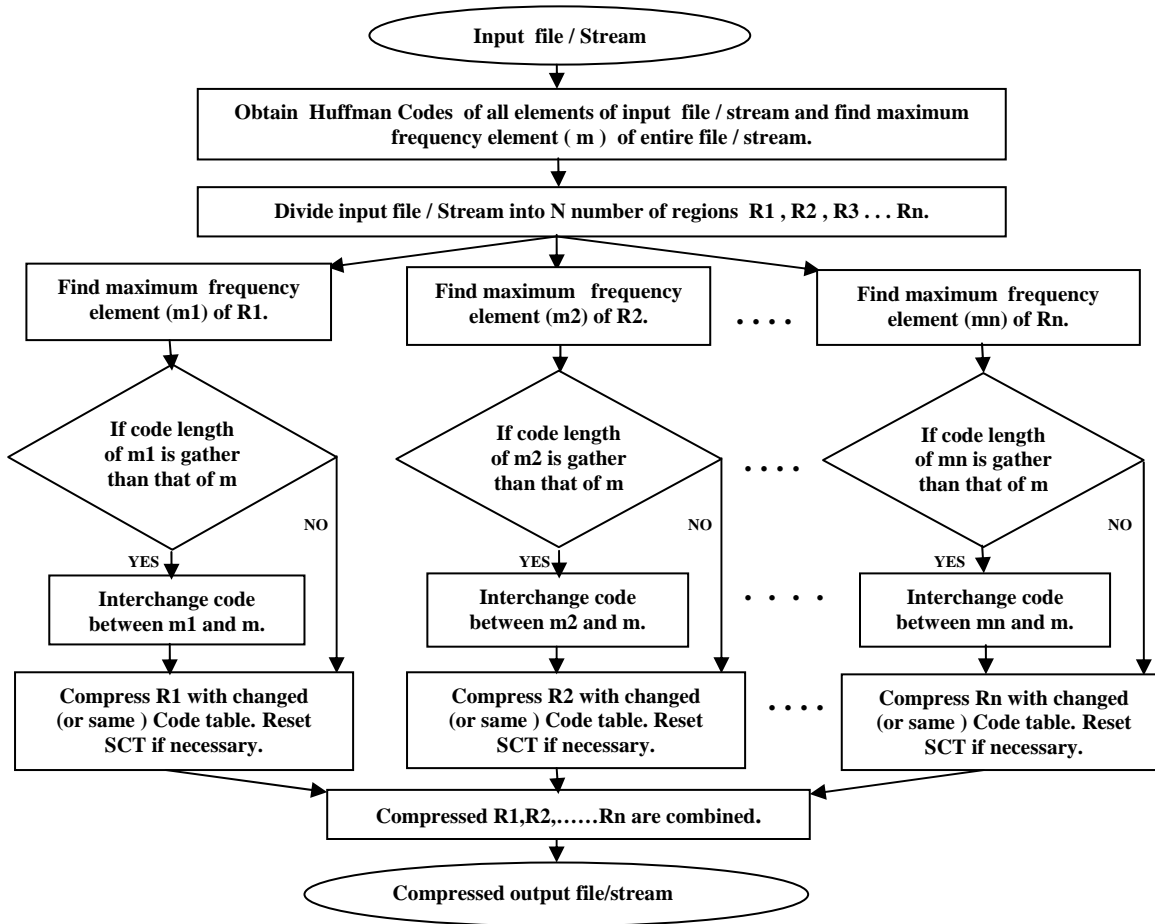 Input file / Stream
Obtain Huffman Codes of all elements of input file / stream and find maximum
frequency element ( m ) of entire file / stream.
Divide input file / Stream into N number of regions R1 , R2 , R3 . . . Rn.
Find maximum frequency
element (m1) of R1.
Find maximum frequency
element (m2) of R2.
. . . .
Find maximum frequency
element (mn) of Rn.
If code length
of m1 is gather
than that of m
If code length
of m2 is gather
than that of m
. . . .
If code length
of mn is gather
than that of m
NO
NO
NO
YES
YES
YES
Interchange code
between m1 and m.
Interchange code
between m2 and m.
. . . .
Interchange code
between mn and m.
Compress R1 with changed
(or same ) Code table. Reset
SCT if necessary.
Compress R2 with changed
(or same ) Code table. Reset
SCT if necessary.
. . . .
Compress Rn with changed
(or same ) Code table. Reset
SCT if necessary.
Compressed R1,R2,……Rn are combined.
Compressed output file/stream